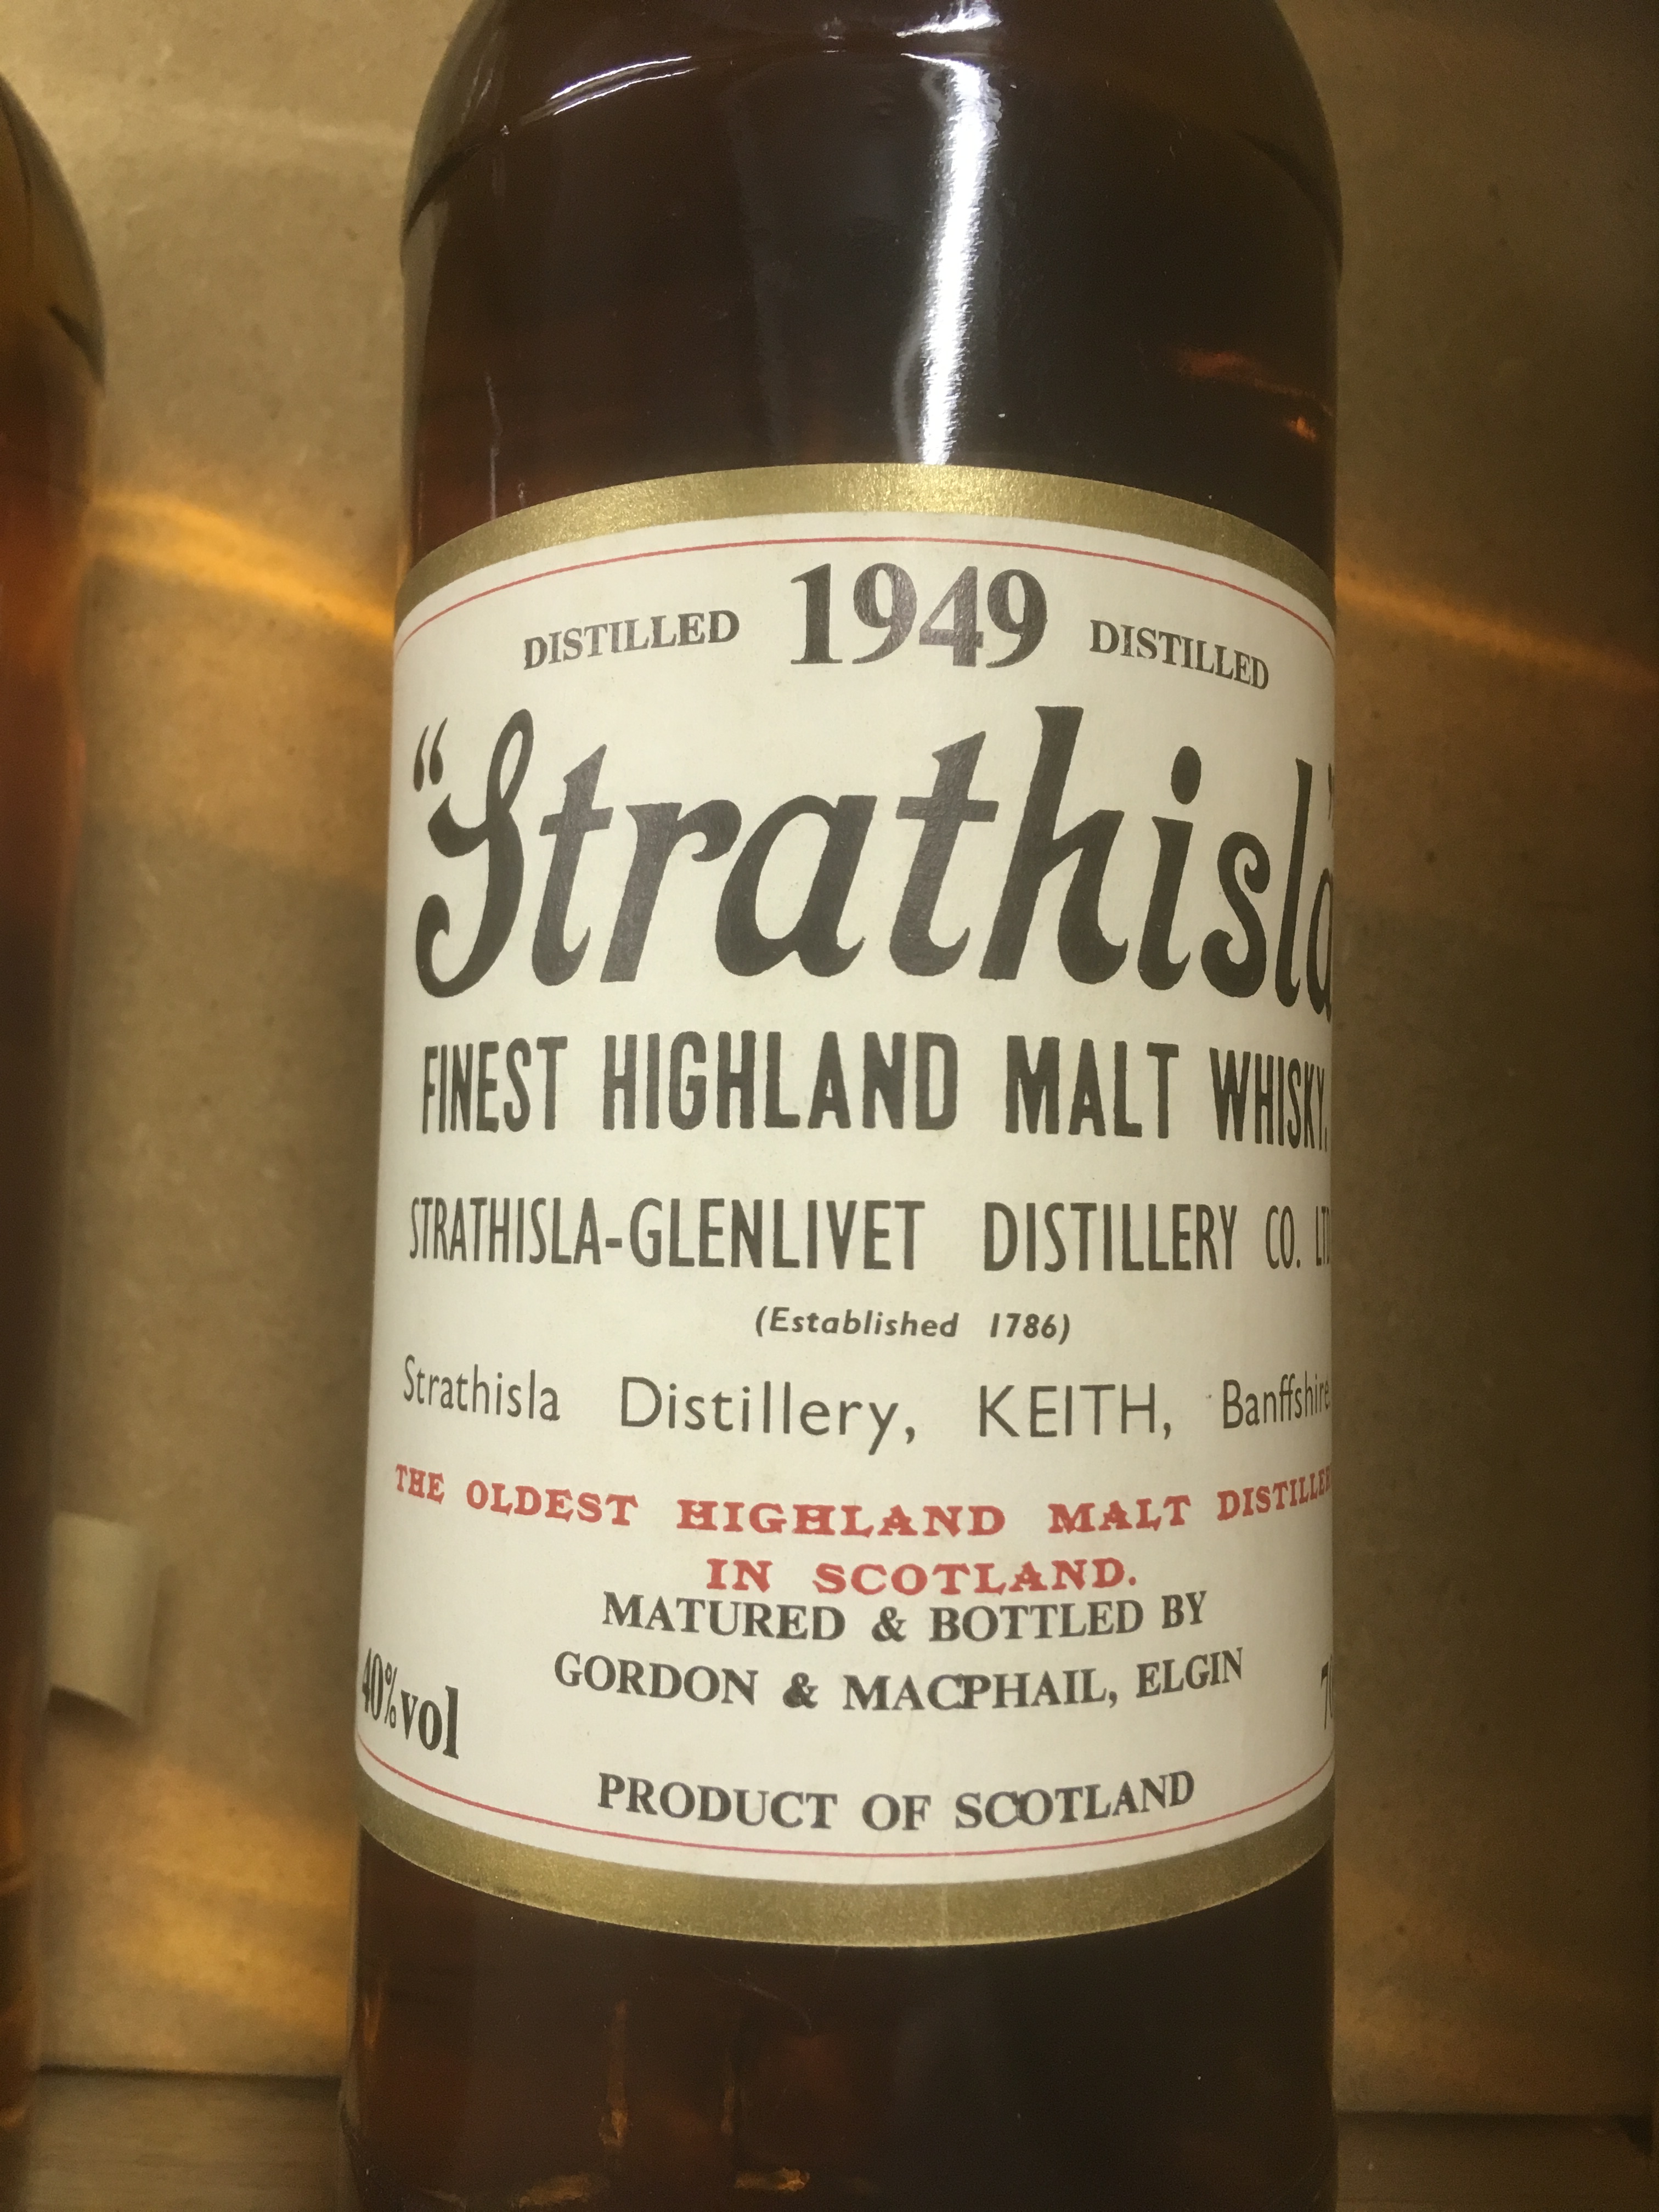 DISTILLED 1949 DISTILLED
"Strathisla"
FINEST HIGHLAND MALT WHISKY.
STRATHISLA-GLENLIVET DISTILLERY CO.
(Established 1786)
Strathisla Distillery, KEITH, Banffshire
THE OLDEST HIGHLAND MALT
IN SCOTLAND.
MATURED & BOTTLED BY
GORDON & MACPHAIL, ELGIN
40%vol
PRODUCT OF SCOTLAND